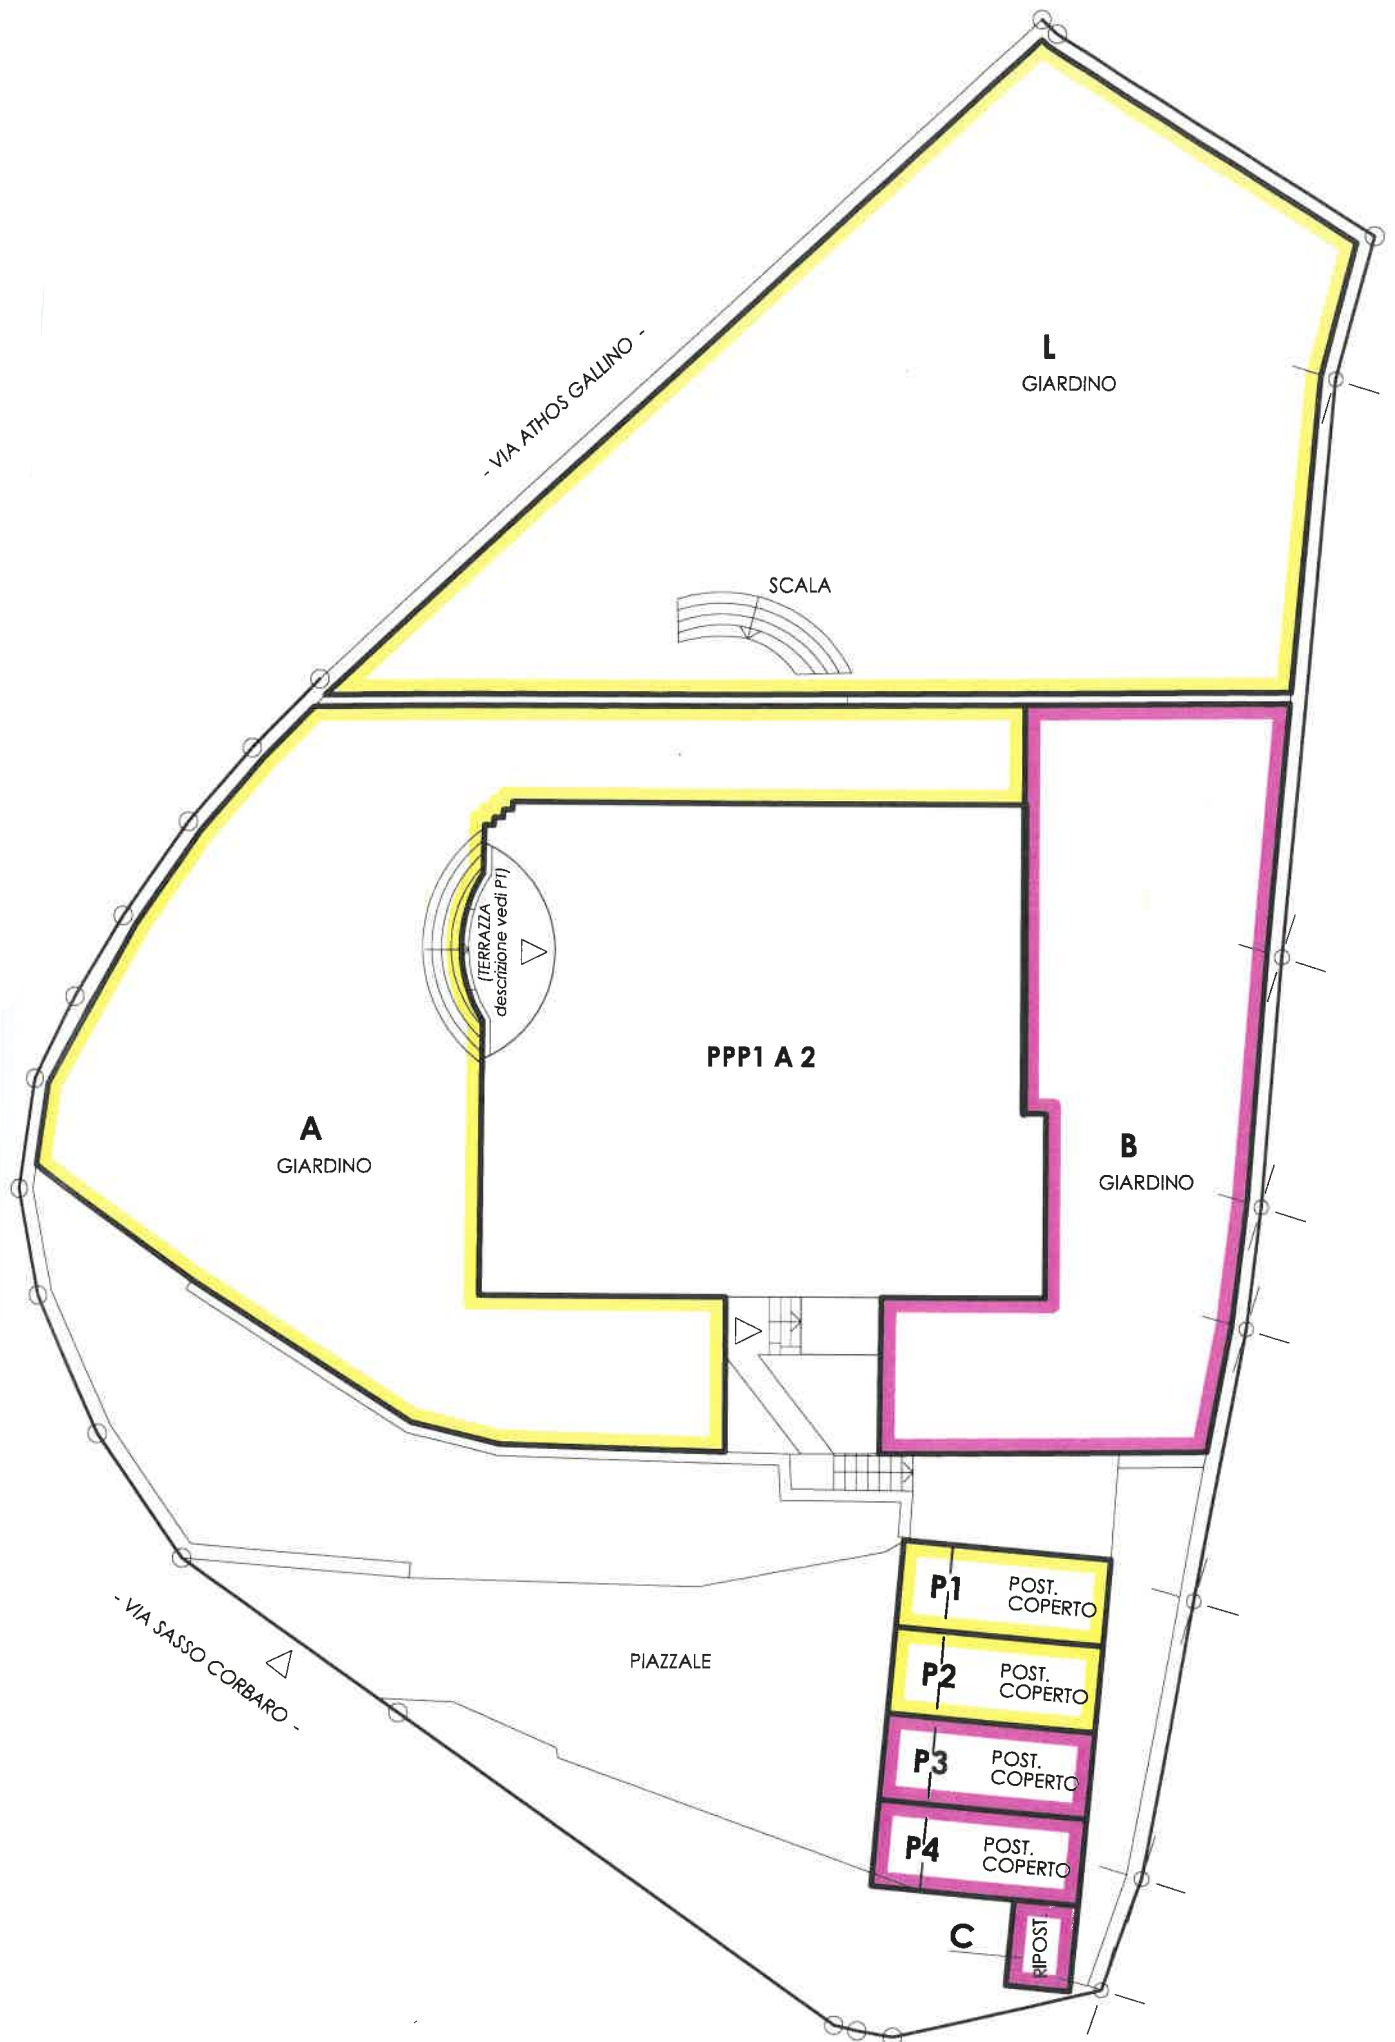 L
GIARDINO
- VIA ATHOS GALLINO -
SCALA
(TERRAZZA
descrizione vedi PT)
PPP1 A 2
A
GIARDINO
B
GIARDINO
P1
POST.
COPERTO
P2
POST.
COPERTO
- VIA SASSO CORBARO -
PIAZZALE
P3
POST.
COPERTO
P4
POST.
COPERTO
C
RIPOST.